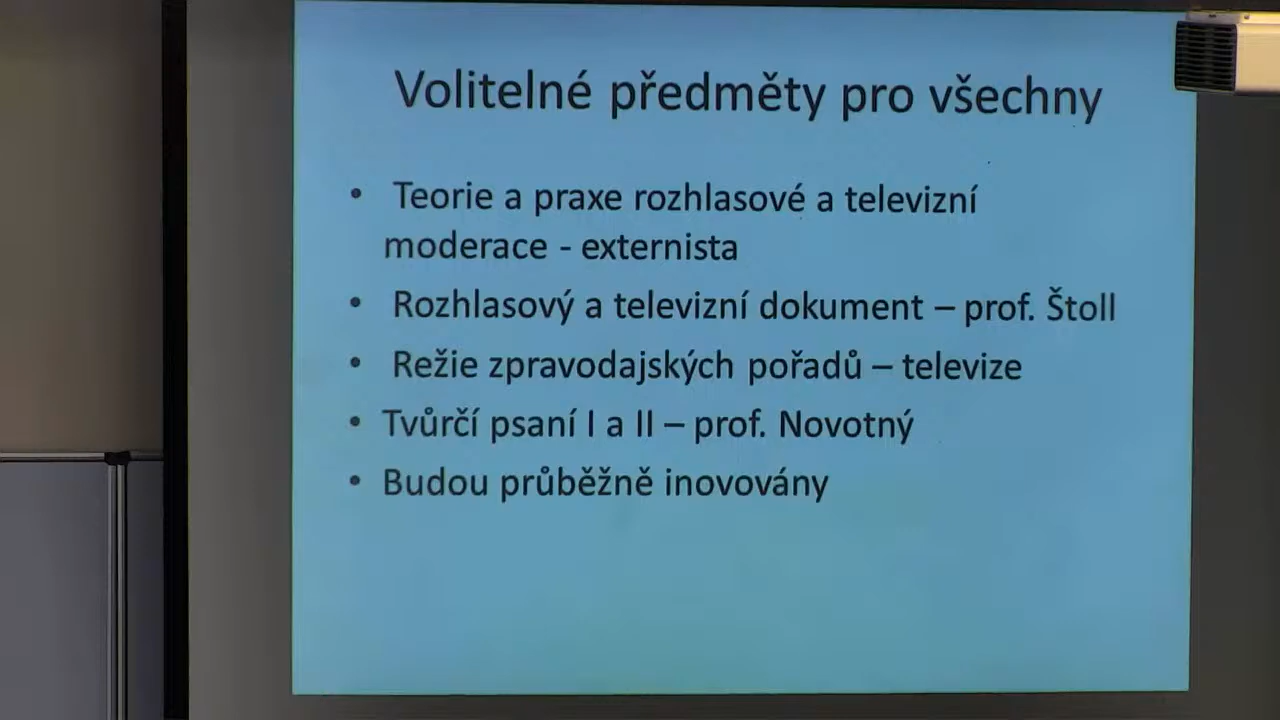 Volitelné předměty pro všechny
• Teorie a praxe rozhlasové a televizní
moderace - externista
• Rozhlasový a televizní dokument – prof. Štoll
• Režie zpravodajských pořadů – televize
• Tvůrčí psaní I a II – prof. Novotný
• Budou průběžně inovovány